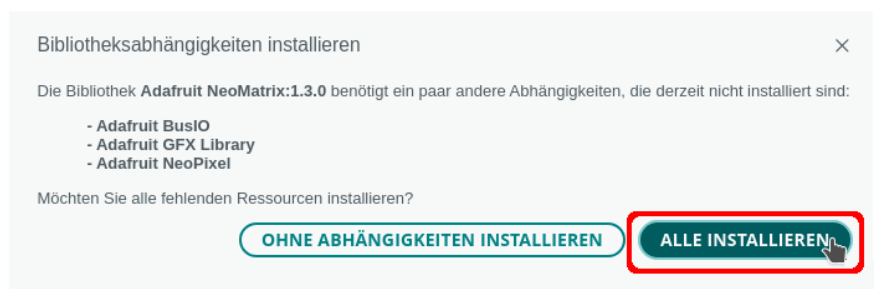 Bibliotheksabhängigkeiten installieren
Die Bibliothek Adafruit NeoMatrix:1.3.0 benötigt ein paar andere Abhängigkeiten, die derzeit nicht installiert sind:
- Adafruit BusIO
- Adafruit GFX Library
- Adafruit NeoPixel
Möchten Sie alle fehlenden Ressourcen installieren?
OHNE ABHÄNGIGKEITEN INSTALLIEREN ALLE INSTALLIEREN